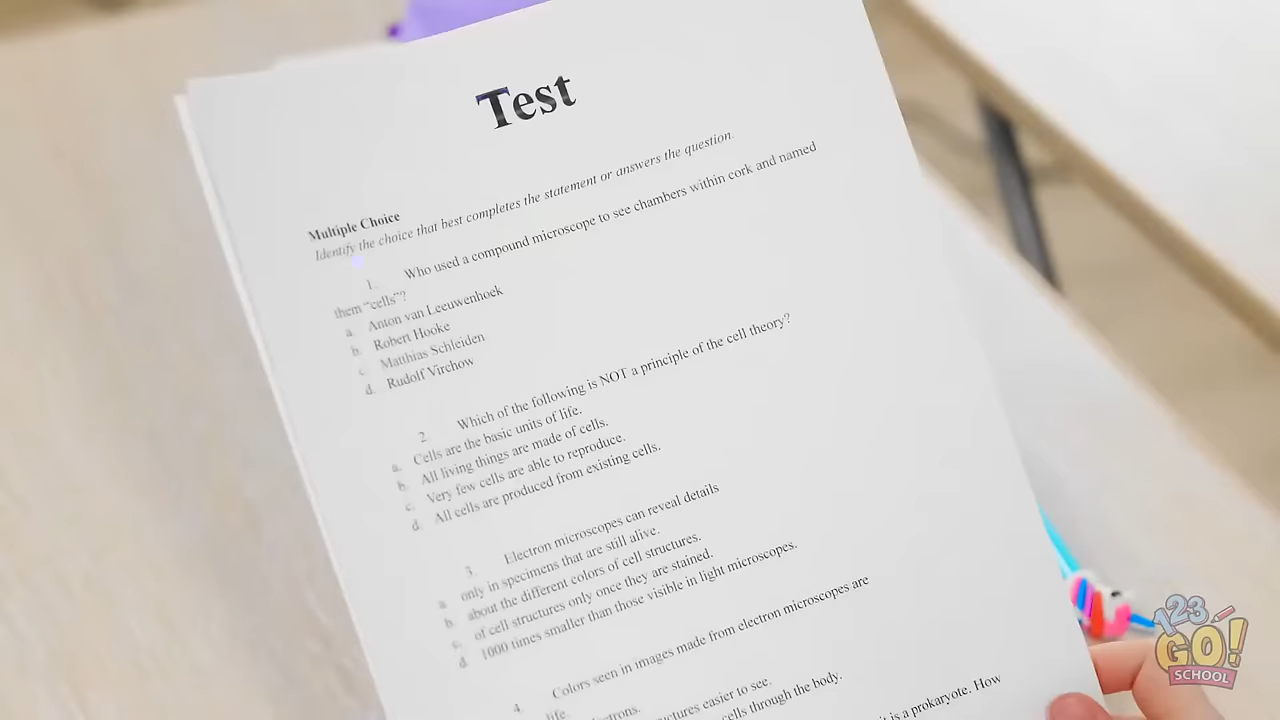 Test
Multiple Choice
Identify the choice that best completes the statement or answers the question.
1. Who used a compound microscope to see chambers within cork and named
them “cells”?
a. Anton van Leeuwenhoek
b. Robert Hooke
c. Matthias Schleiden
d. Rudolf Virchow
2. Which of the following is NOT a principle of the cell theory?
a. Cells are the basic units of life.
b. All living things are made of cells.
c. Very few cells are able to reproduce.
d. All cells are produced from existing cells.
3. Electron microscopes can reveal details
a. only in specimens that are still alive.
b. about the different colors of cell structures.
c. of cell structures only once they are stained.
d. 1000 times smaller than those visible in light microscopes.
4. Colors seen in images made from electron microscopes are
life.
uctures easier to see.
cells through the body.
it is a prokaryote. How
123
GO!
SCHOOL